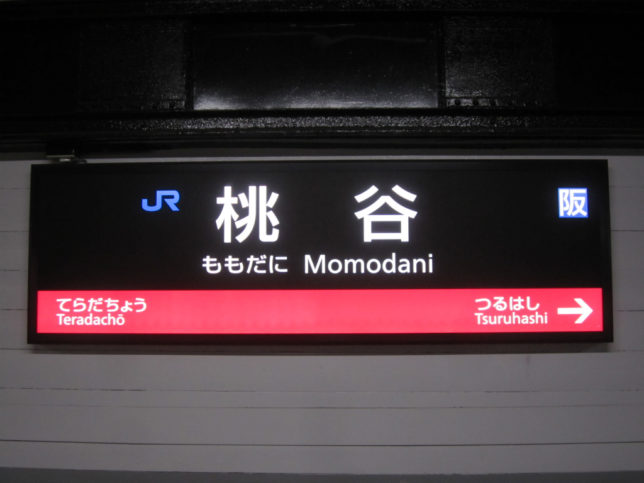 JR 桃谷 阪
ももだに Momodani
てらだちょう
Teradachō
つるはし
Tsuruhashi →